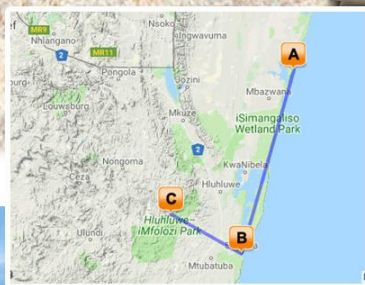 MR9
Nsoko
Ingwavuma
Nhlangano
2
MR11
A
Pongola
Jozini
Mbazwana
Louwsburg
Mkuze
iSimangaliso
Wetland Park
2
Nongoma
KwaNibela
Ceza
Hluhluwe
C
Hluhluwe–
iMfolozi Park
Ulundi
B
Mtubatuba